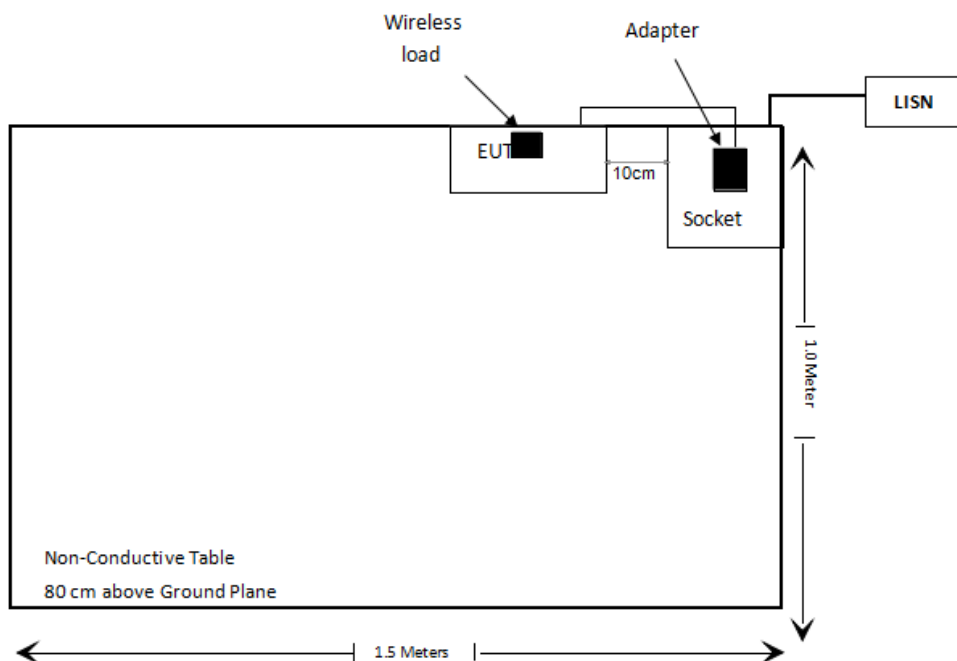 Wireless
load
Adapter
LISN
EUT
10cm
Socket
1.0 Meter
Non-Conductive Table
80 cm above Ground Plane
1.5 Meters